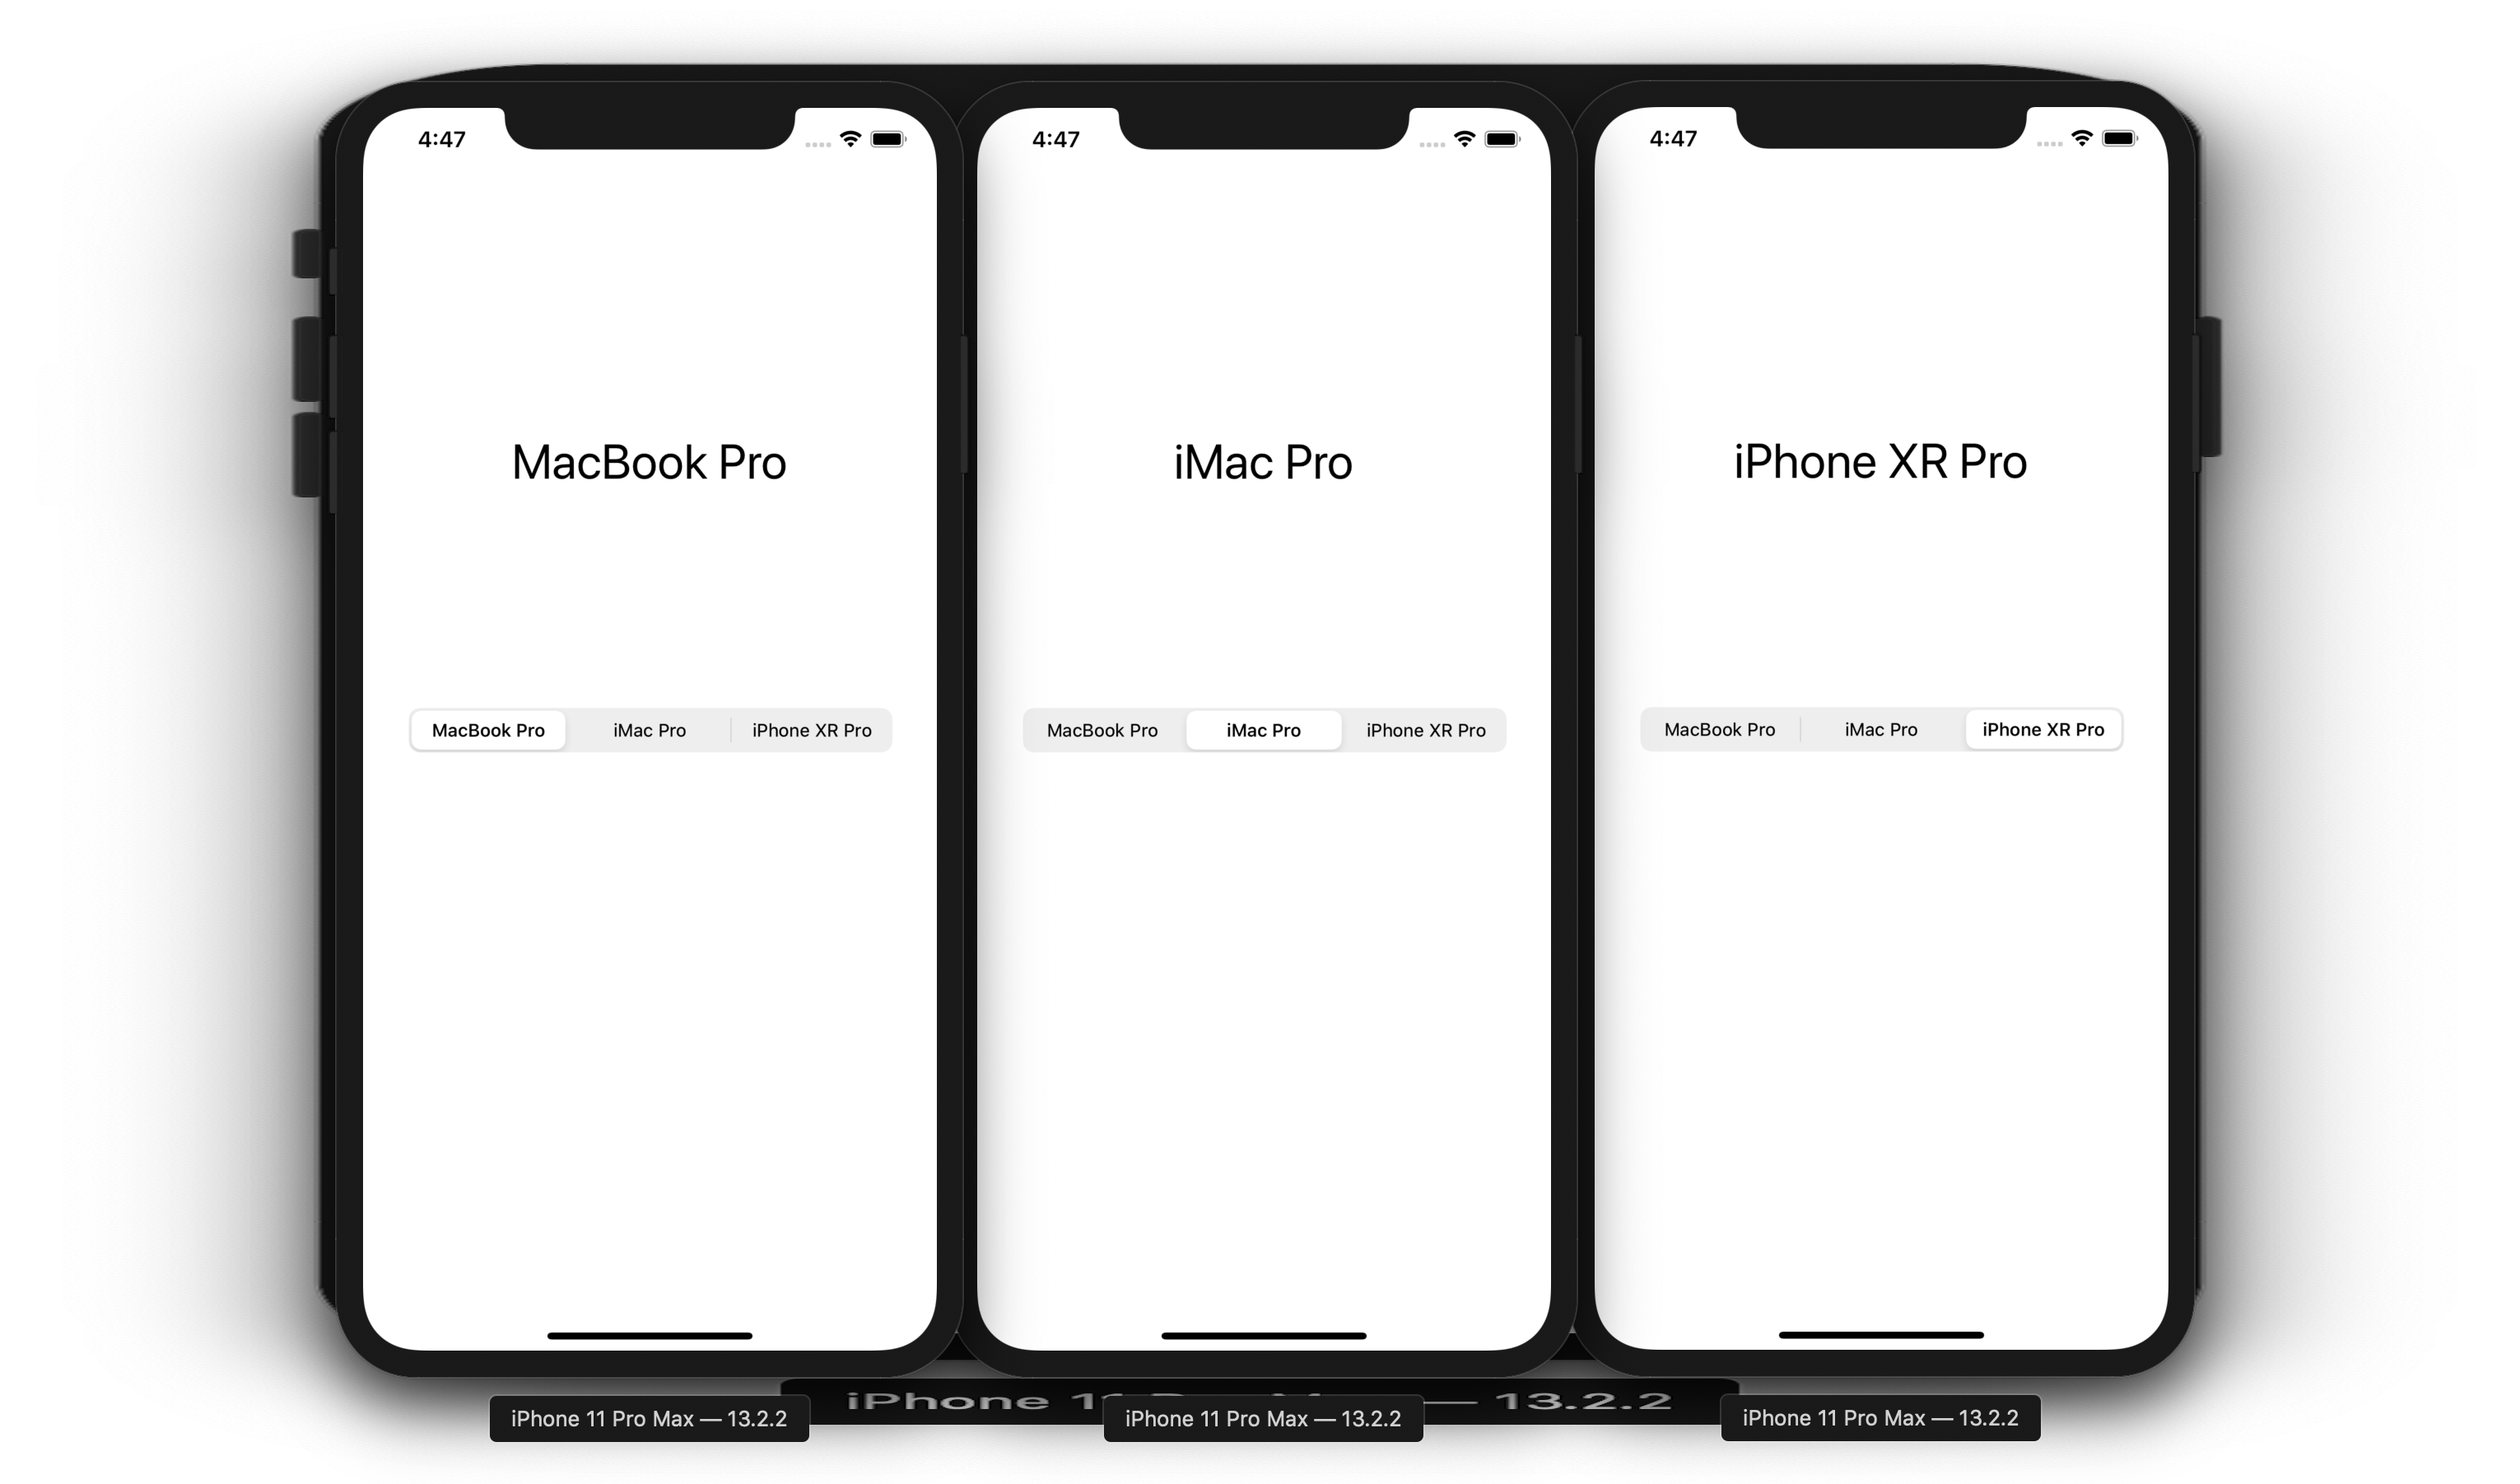 4:47
MacBook Pro
MacBook Pro iMac Pro iPhone XR Pro
iPhone 11 Pro Max — 13.2.2
4:47
iMac Pro
MacBook Pro iMac Pro iPhone XR Pro
iPhone 11 Pro Max — 13.2.2
4:47
iPhone XR Pro
MacBook Pro iMac Pro iPhone XR Pro
iPhone 11 Pro Max — 13.2.2
iPhone — 13.2.2